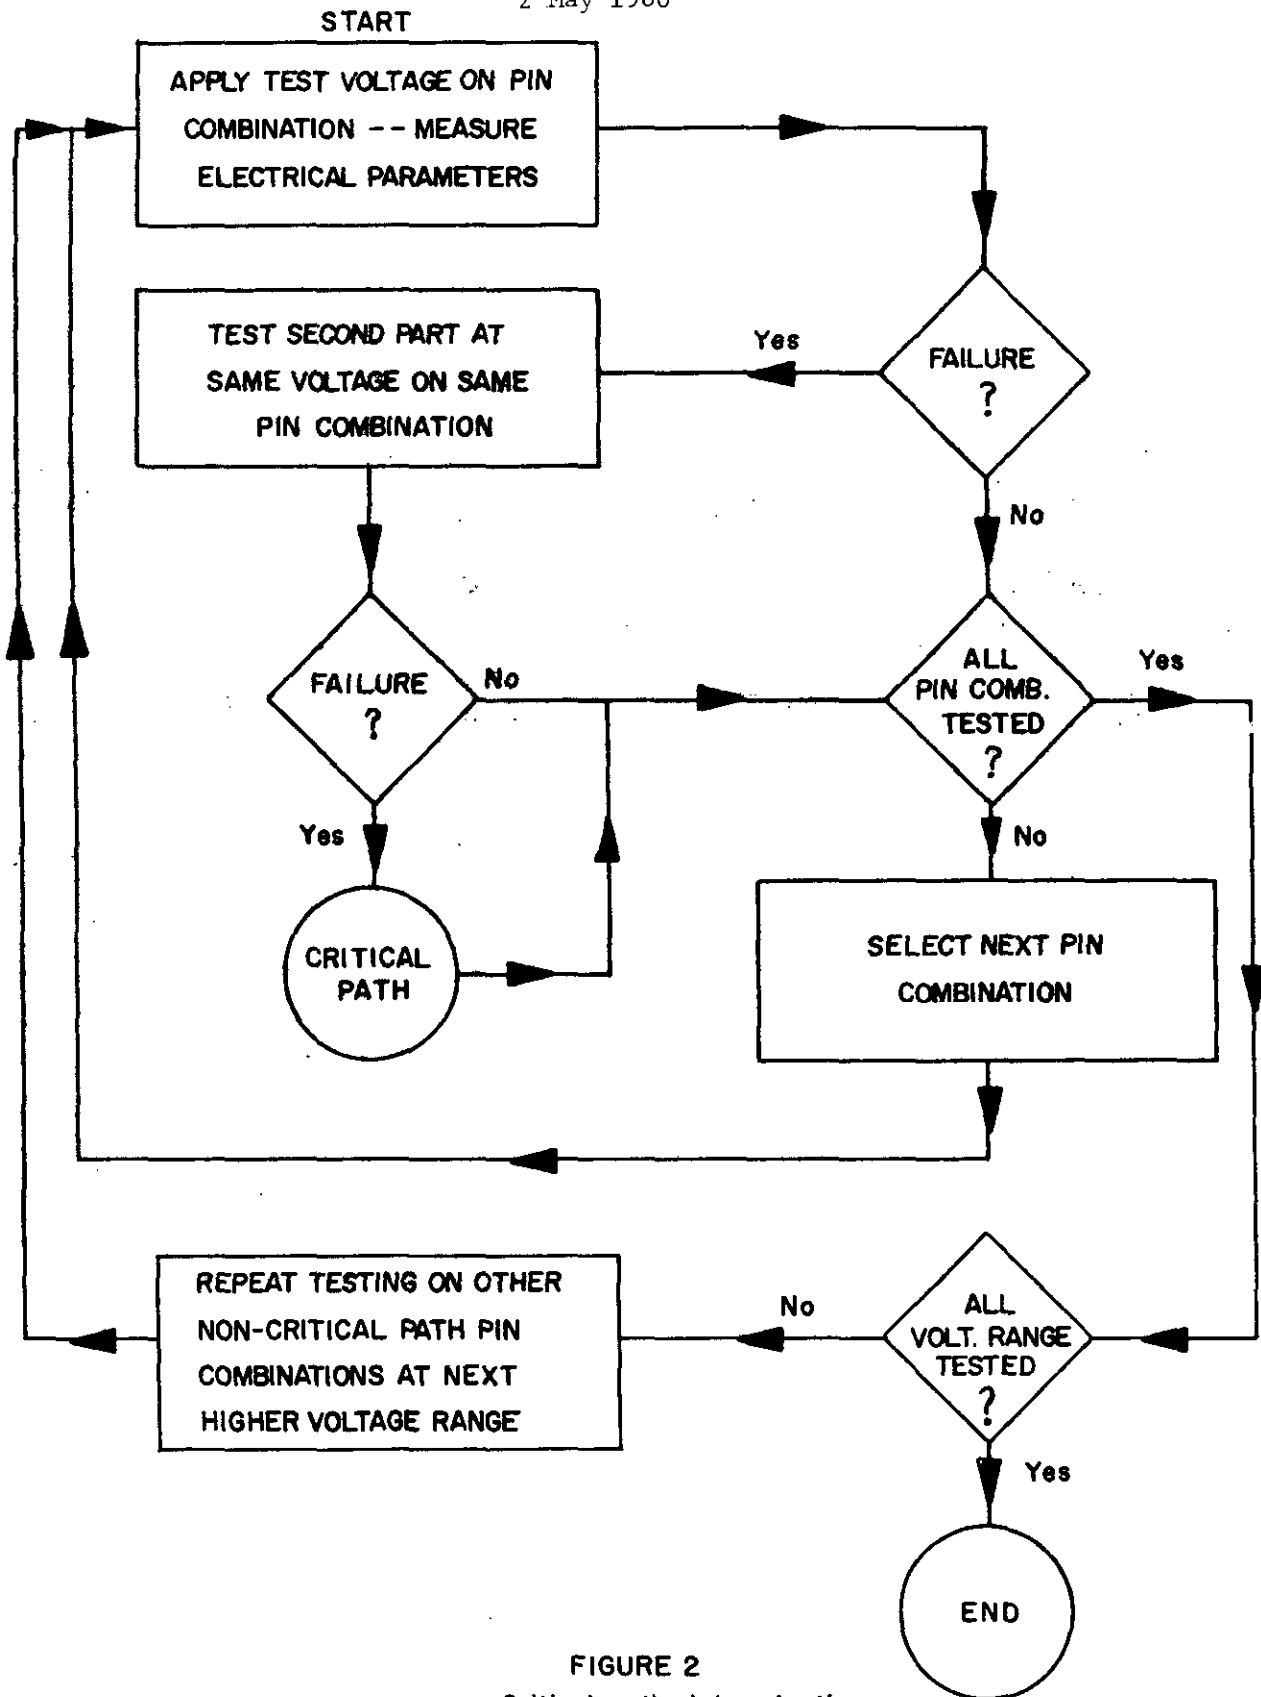 2 May 1980
START
APPLY TEST VOLTAGE ON PIN
COMBINATION -- MEASURE
ELECTRICAL PARAMETERS
TEST SECOND PART AT
SAME VOLTAGE ON SAME
PIN COMBINATION
Yes
FAILURE
?
No
FAILURE
?
No
ALL
PIN COMB.
TESTED
?
Yes
Yes
No
CRITICAL
PATH
SELECT NEXT PIN
COMBINATION
REPEAT TESTING ON OTHER
NON-CRITICAL PATH PIN
COMBINATIONS AT NEXT
HIGHER VOLTAGE RANGE
No
ALL
VOLT. RANGE
TESTED
?
Yes
END
FIGURE 2